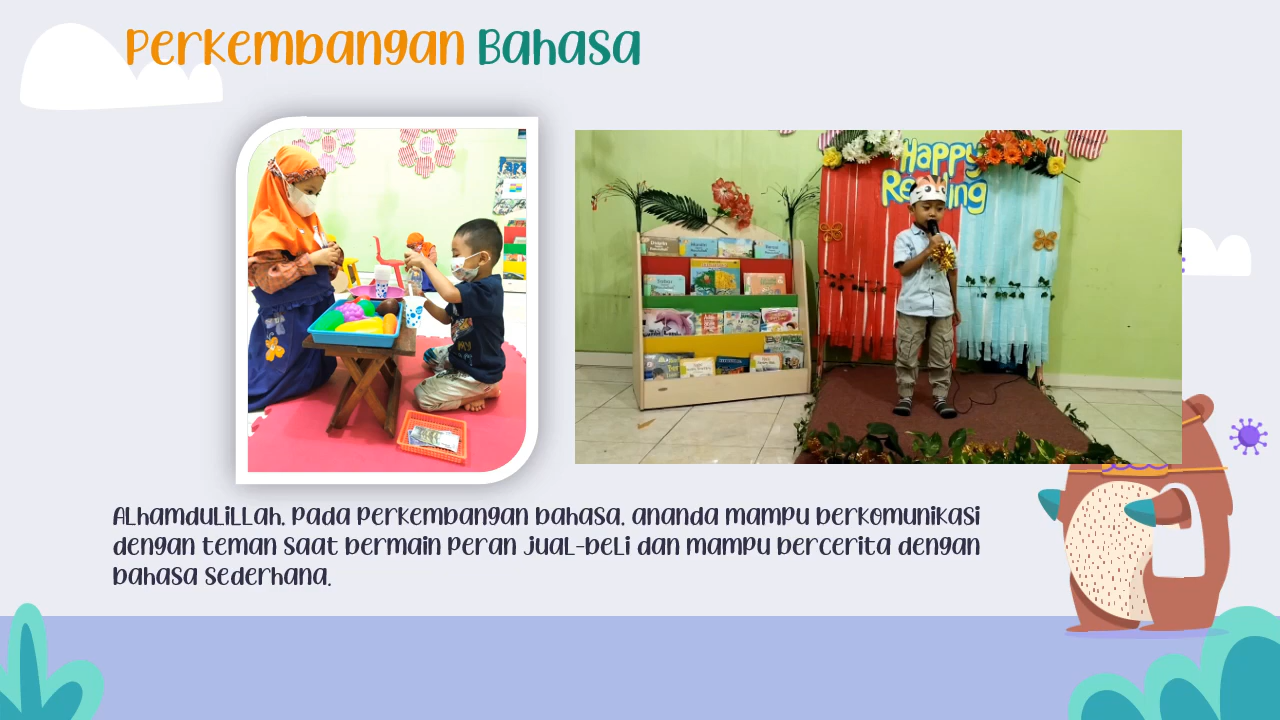 Perkembangan Bahasa
Happy
Reading
Alhamdulillah, pada perkembangan bahasa, ananda mampu berkomunikasi
dengan teman saat bermain peran jual-beli dan mampu bercerita dengan
bahasa sederhana.